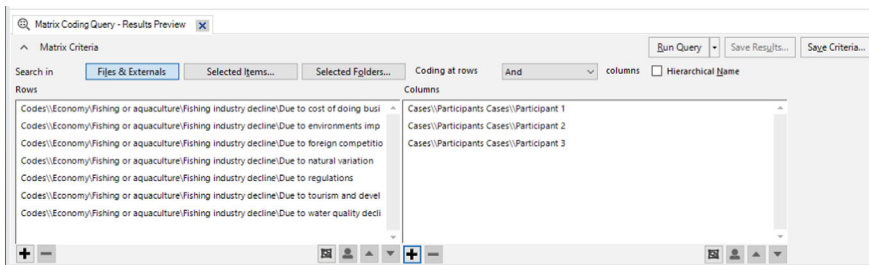 Matrix Coding Query - Results Preview
Matrix Criteria
Run Query
Save Results...
Save Criteria...
Search in
Files & Externals
Selected Items...
Selected Folders...
Coding at rows
And
columns
Hierarchical Name
Rows
Columns
Codes\\Economy\Fishing or aquaculture\Fishing industry decline\Due to cost of doing busi
Codes\\Economy\Fishing or aquaculture\Fishing industry decline\Due to environments imp
Codes\\Economy\Fishing or aquaculture\Fishing industry decline\Due to foreign competitio
Codes\\Economy\Fishing or aquaculture\Fishing industry decline\Due to natural variation
Codes\\Economy\Fishing or aquaculture\Fishing industry decline\Due to regulations
Codes\\Economy\Fishing or aquaculture\Fishing industry decline\Due to tourism and devel
Codes\\Economy\Fishing or aquaculture\Fishing industry decline\Due to water quality decli
Cases\\Participants Cases\\Participant 1
Cases\\Participants Cases\\Participant 2
Cases\\Participants Cases\\Participant 3